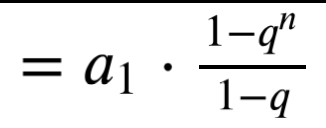 = a₁ · (1−qⁿ)/(1−q)